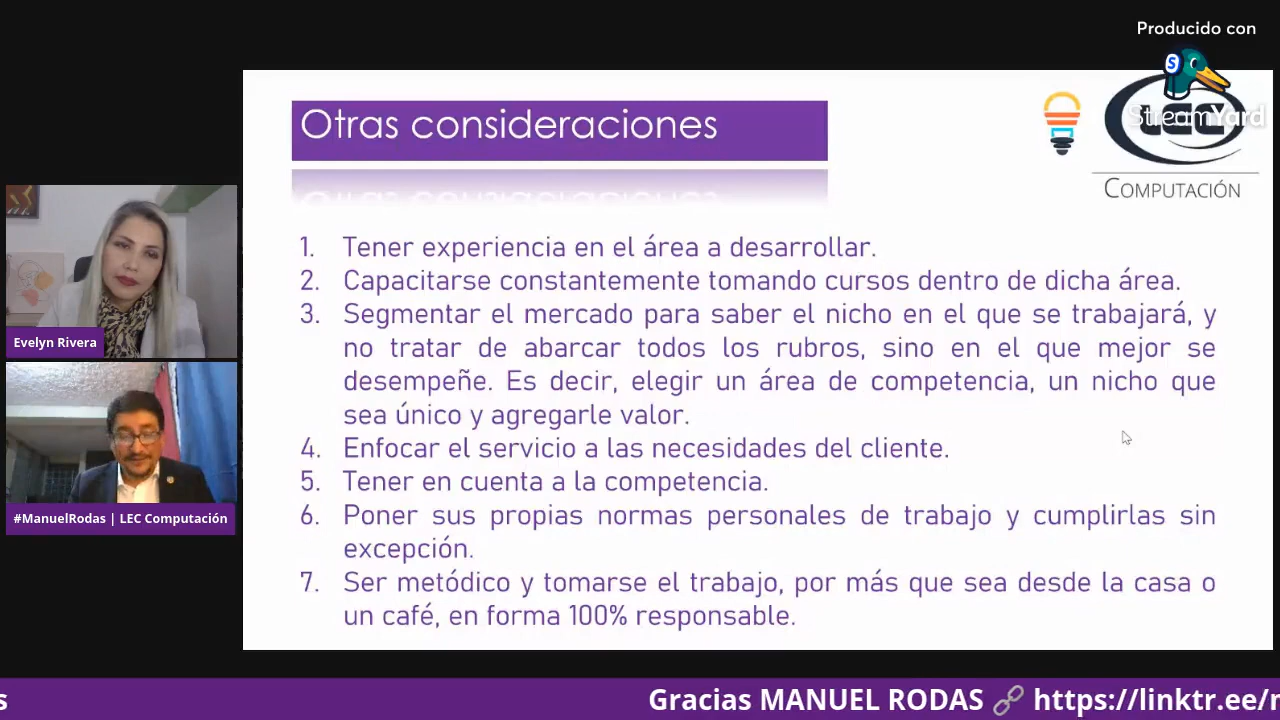 Producido con
StreamYard
LEC
COMPUTACIÓN
Otras consideraciones
1. Tener experiencia en el área a desarrollar.
2. Capacitarse constantemente tomando cursos dentro de dicha área.
3. Segmentar el mercado para saber el nicho en el que se trabajará, y
no tratar de abarcar todos los rubros, sino en el que mejor se
desempeñe. Es decir, elegir un área de competencia, un nicho que
sea único y agregarle valor.
4. Enfocar el servicio a las necesidades del cliente.
5. Tener en cuenta a la competencia.
6. Poner sus propias normas personales de trabajo y cumplirlas sin
excepción.
7. Ser metódico y tomarse el trabajo, por más que sea desde la casa o
un café, en forma 100% responsable.
Evelyn Rivera
#ManuelRodas | LEC Computación
s Gracias MANUEL RODAS 🔗 https://linktr.ee/